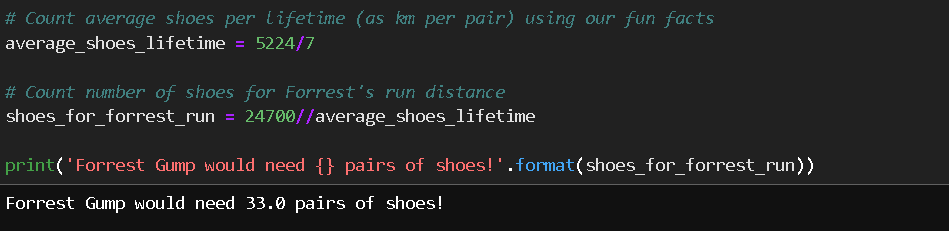 # Count average shoes per lifetime (as km per pair) using our fun facts
average_shoes_lifetime = 5224/7
# Count number of shoes for Forrest's run distance
shoes_for_forrest_run = 24700//average_shoes_lifetime
print('Forrest Gump would need {} pairs of shoes!'.format(shoes_for_forrest_run))
Forrest Gump would need 33.0 pairs of shoes!